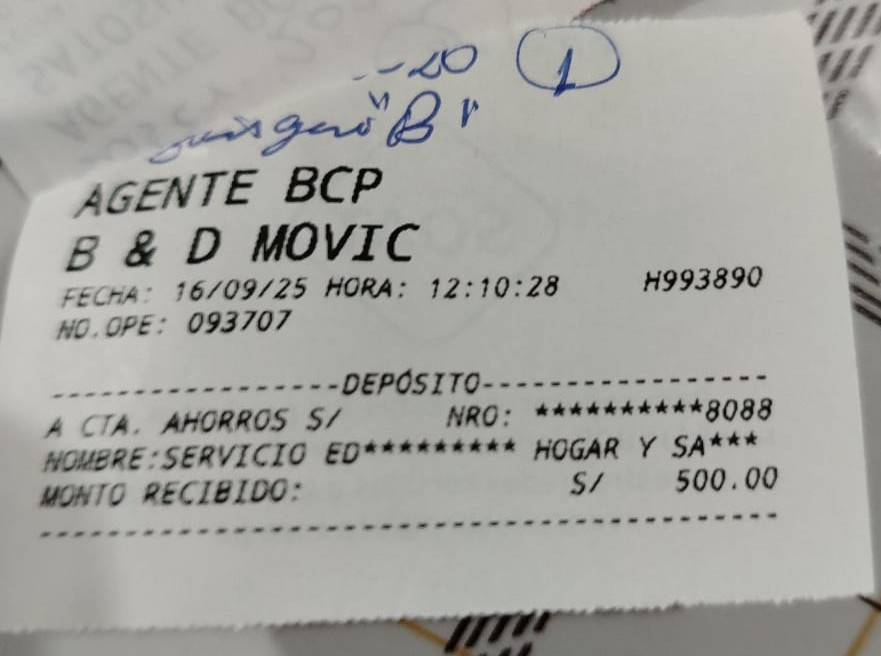 20 1
"B"
AGENTE BCP
B & D MOVIC
FECHA: 16/09/25 HORA: 12:10:28 H993890
NO.OPE: 093707
-----------------DEPÓSITO-----------------
A CTA. AHORROS S/ NRO: **********8088
NOMBRE:SERVICIO ED********* HOGAR Y SA***
MONTO RECIBIDO: S/ 500.00